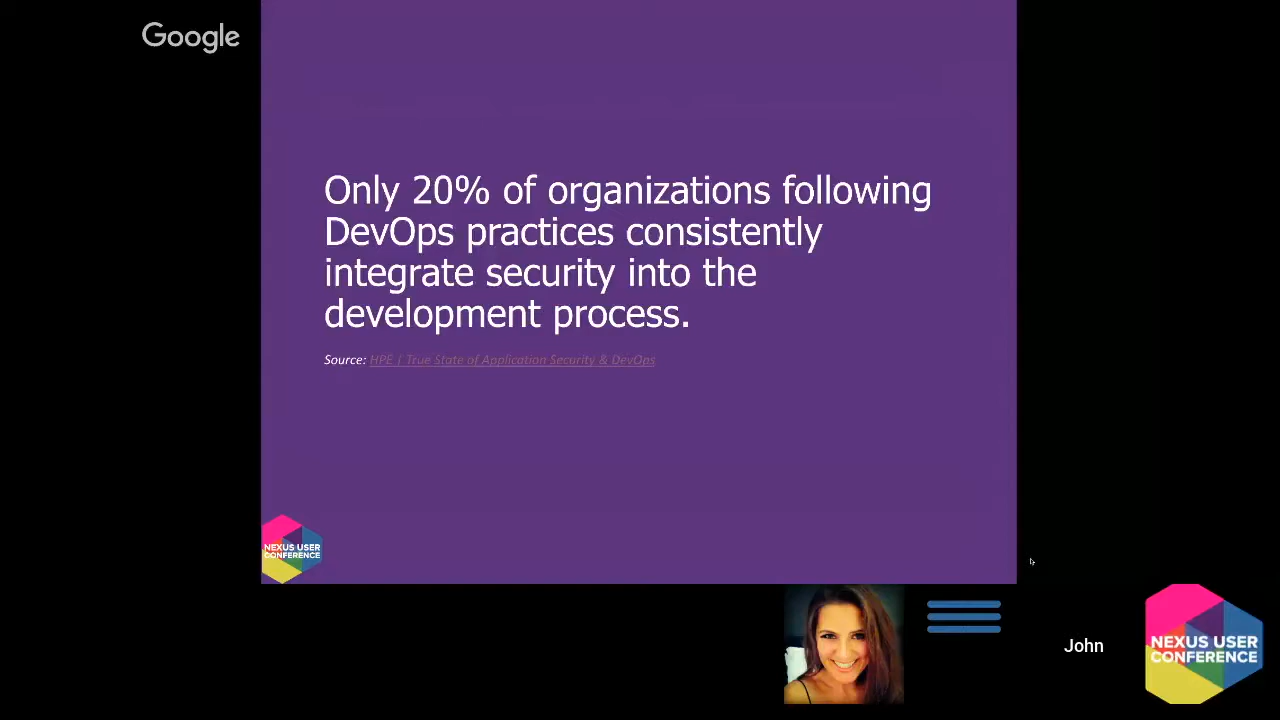 Google
Only 20% of organizations following
DevOps practices consistently
integrate security into the
development process.
Source: HPE | True State of Application Security & DevOps
NEXUS USER
CONFERENCE
John
NEXUS USER
CONFERENCE